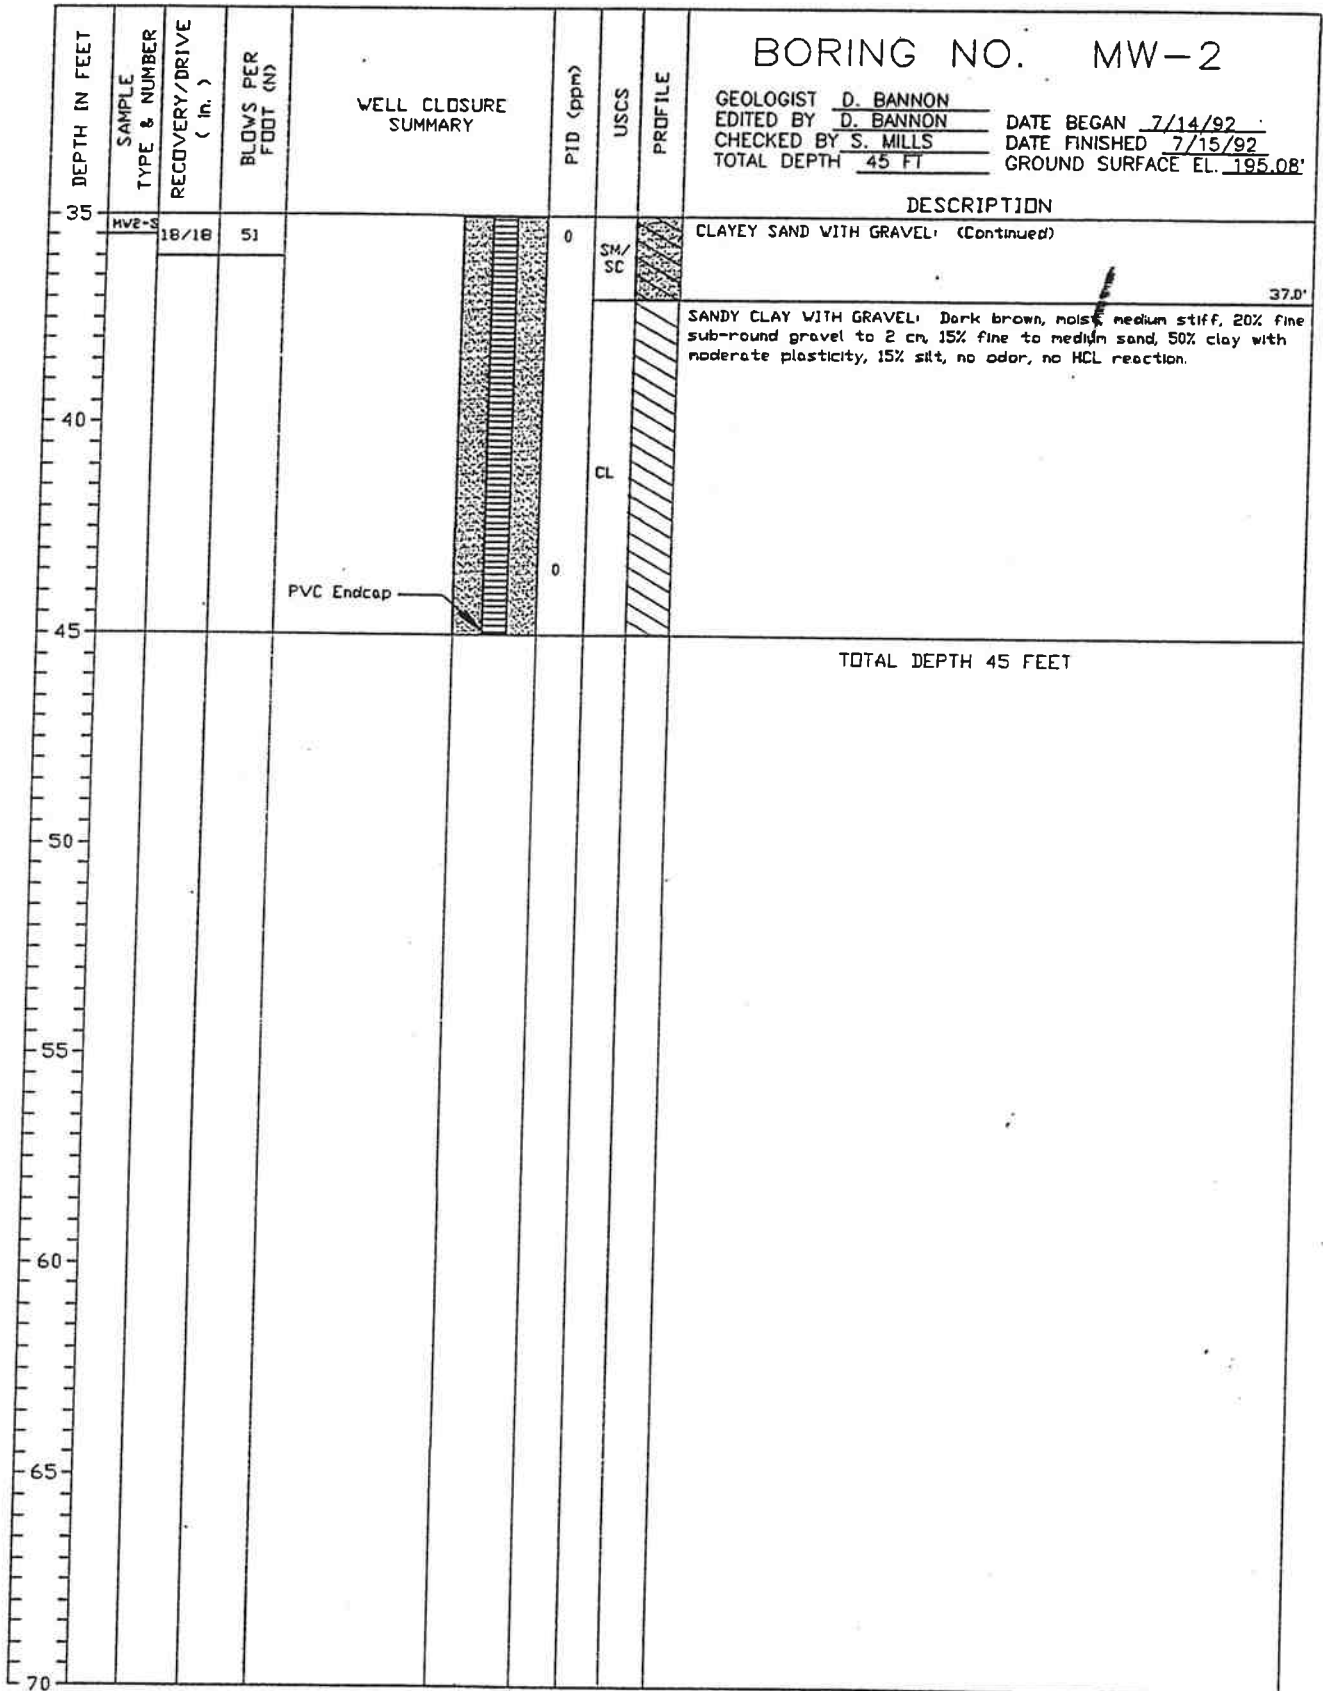 BORING NO. MW-2
GEOLOGIST D. BANNON
EDITED BY D. BANNON
CHECKED BY S. MILLS
TOTAL DEPTH 45 FT
DATE BEGAN 7/14/92
DATE FINISHED 7/15/92
GROUND SURFACE EL. 195.08'
DEPTH IN FEET
SAMPLE
TYPE & NUMBER
RECOVERY/DRIVE
( In. )
BLOWS PER
FOOT (N)
WELL CLOSURE
SUMMARY
PID (ppm)
USCS
PROFILE
DESCRIPTION
35
MW2-S
18/18
51
0
SM/
SC
CLAYEY SAND WITH GRAVEL: (Continued)
37.0'
SANDY CLAY WITH GRAVEL: Dark brown, moist, medium stiff, 20% fine
sub-round gravel to 2 cm, 15% fine to medium sand, 50% clay with
moderate plasticity, 15% silt, no odor, no HCL reaction.
40
CL
0
PVC Endcap
45
TOTAL DEPTH 45 FEET
50
55
60
65
70